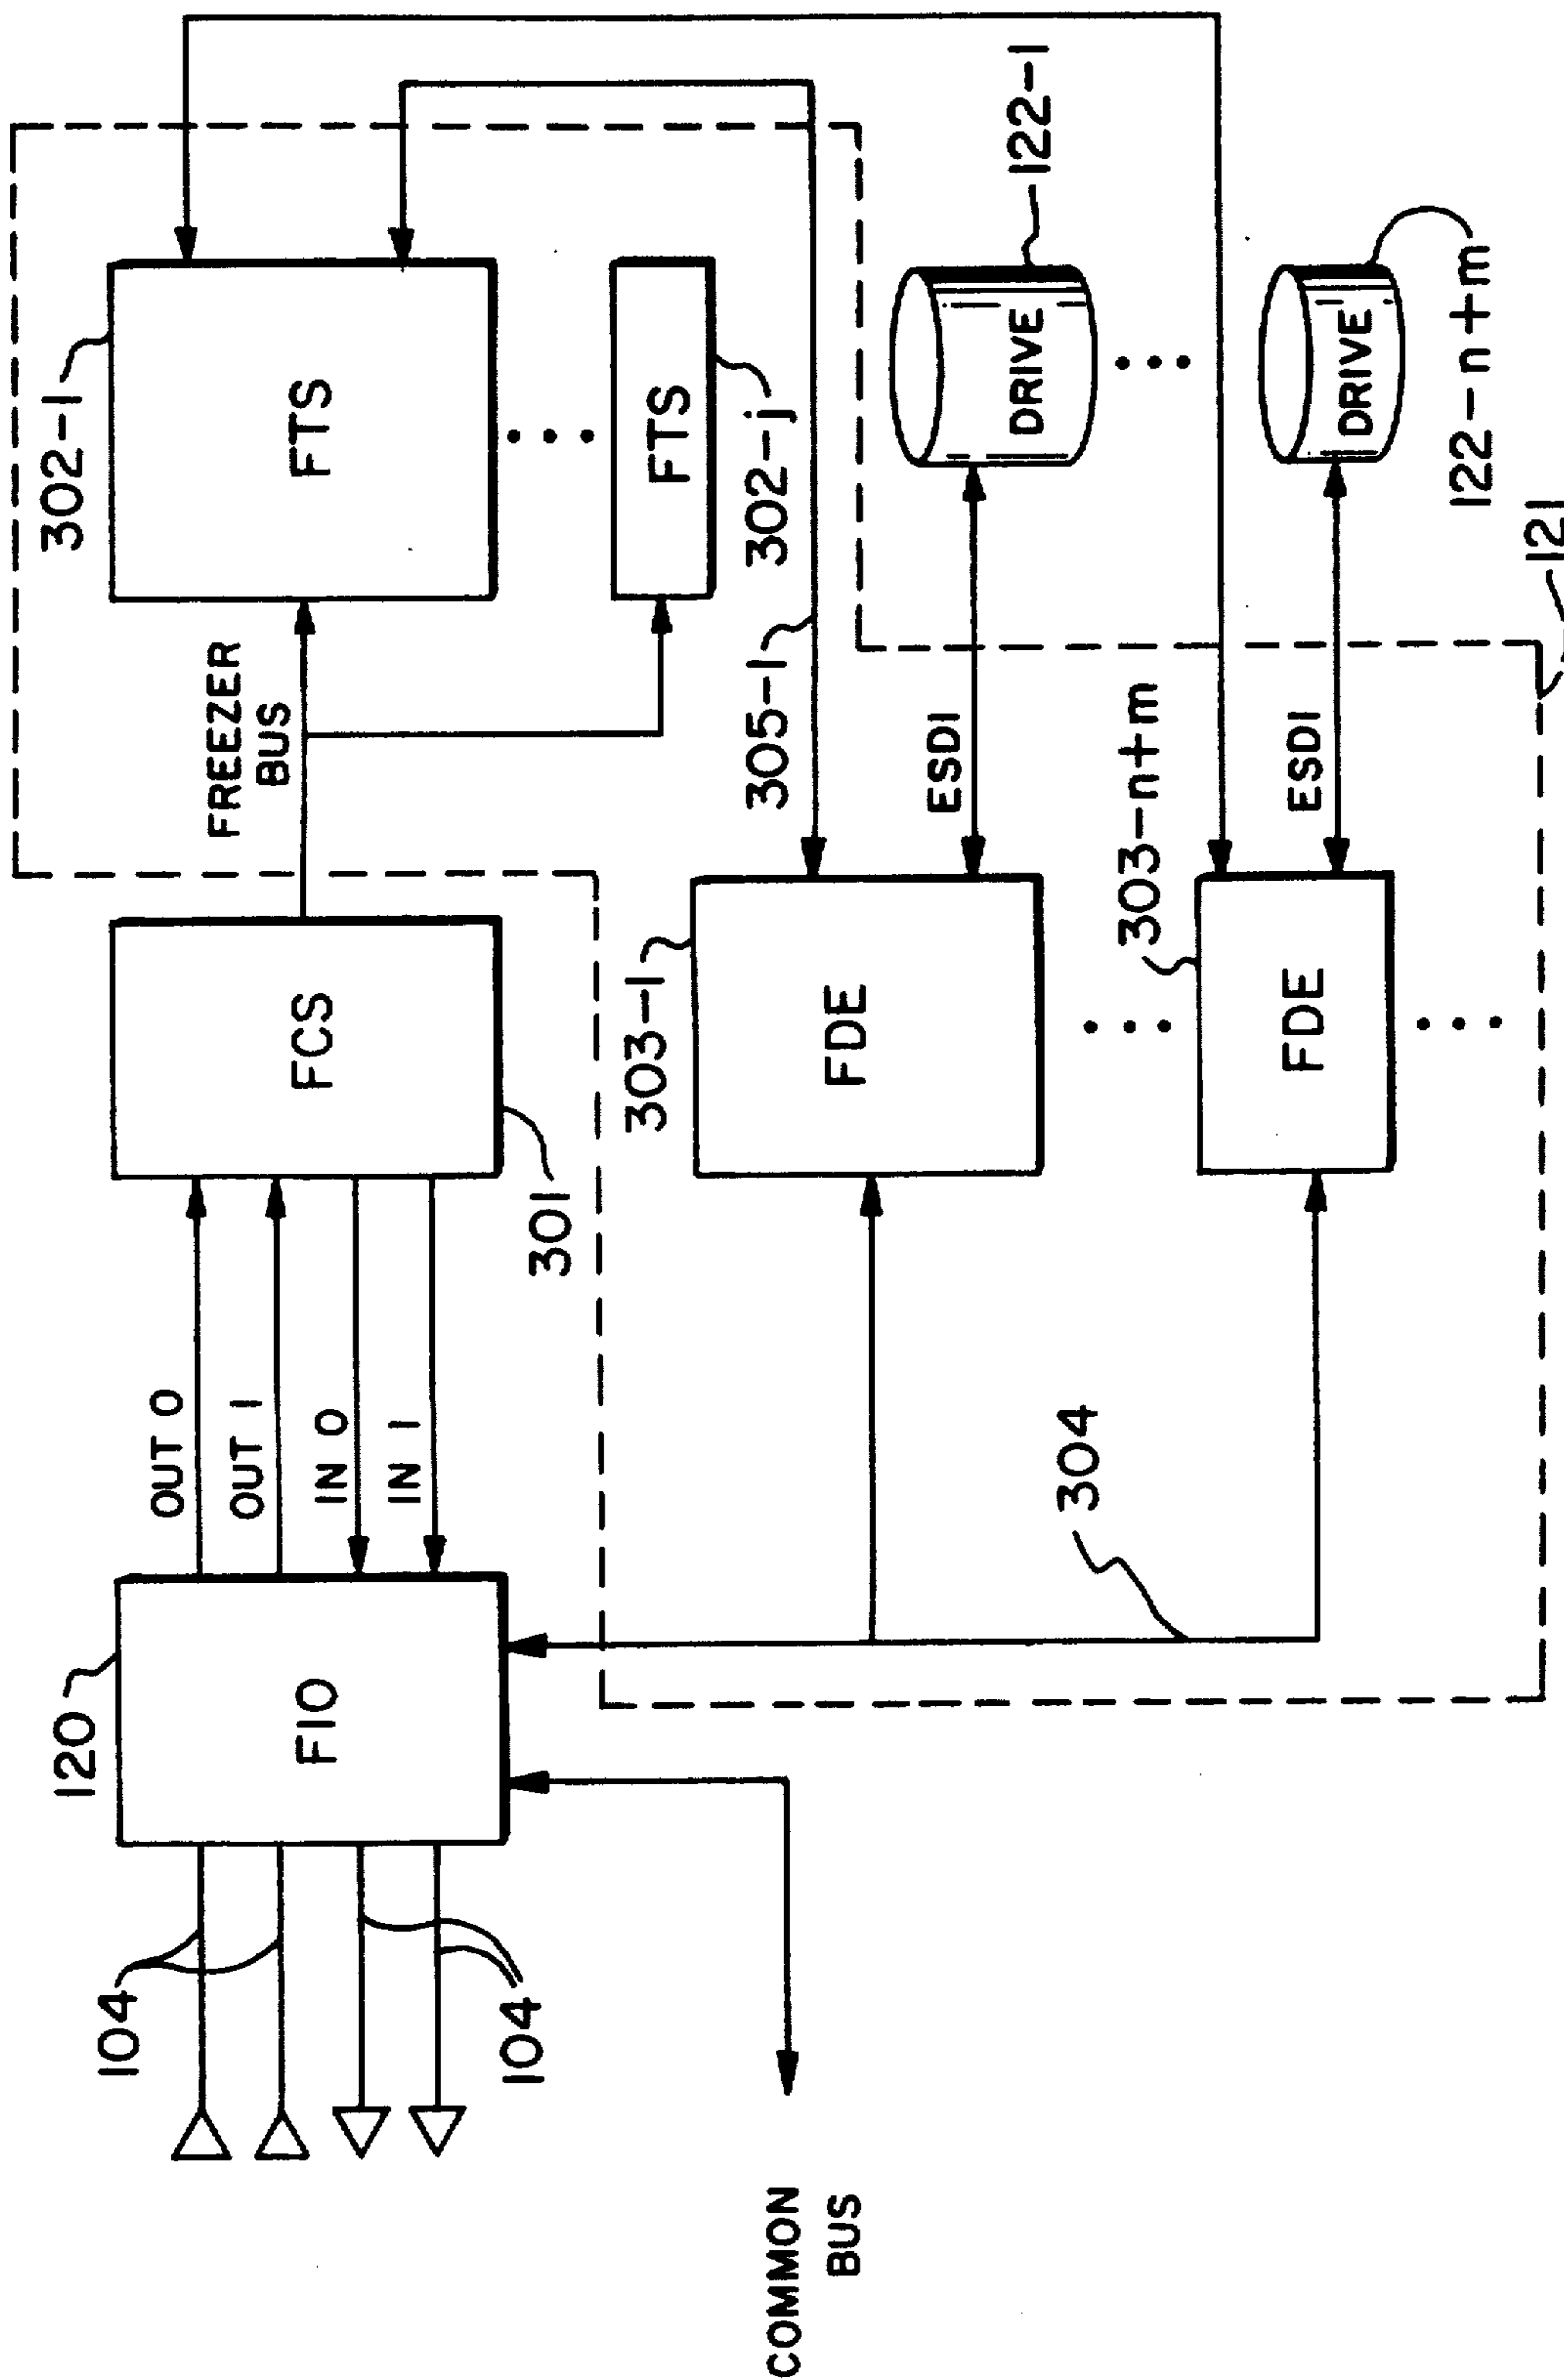 104
104
COMMON
BUS
120
FIO
OUT 0
OUT 1
IN 0
IN 1
304
FCS
301
303-1
FDE
303-n+m
FDE
FREEZER
BUS
305-1
ESDI
ESDI
302-1
FTS
FTS
302-j
DRIVE
122-1
DRIVE
122-n+m
121